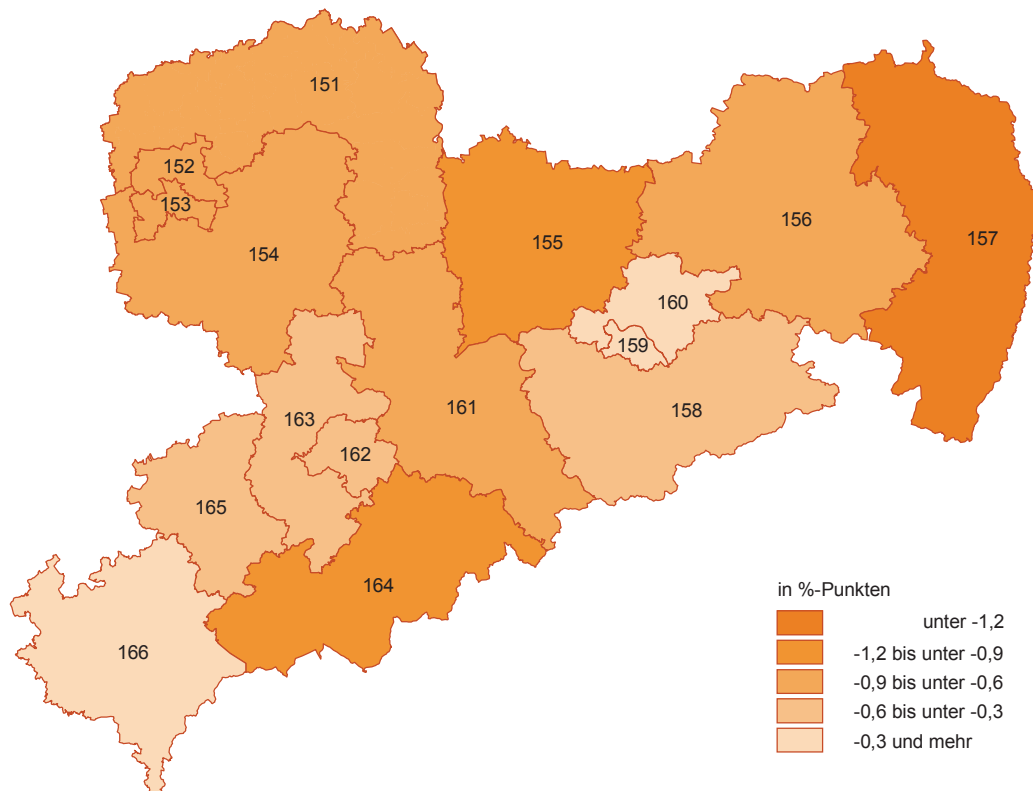 151
152
153
154
155
156
157
160
159
158
161
163
162
165
164
166
in %-Punkten
unter -1,2
-1,2 bis unter -0,9
-0,9 bis unter -0,6
-0,6 bis unter -0,3
-0,3 und mehr